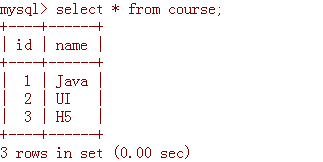 mysql> select * from course;
+----+------+
| id | name |
+----+------+
|  1 | Java |
|  2 | UI   |
|  3 | H5   |
+----+------+
3 rows in set (0.00 sec)